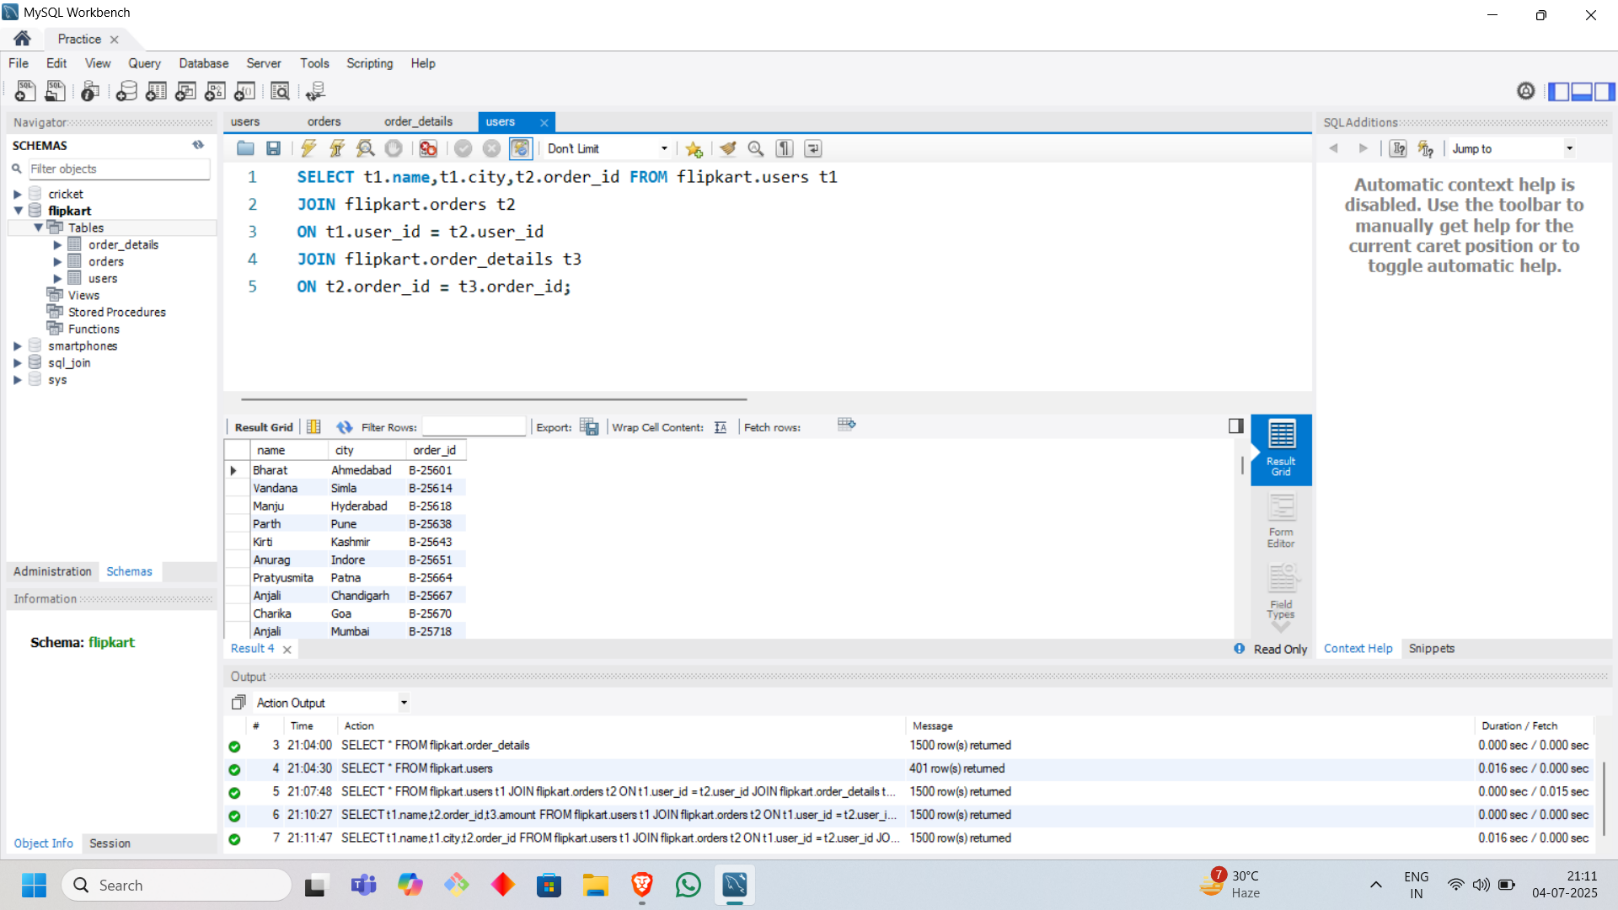 MySQL Workbench
Practice
File Edit View Query Database Server Tools Scripting Help
Navigator
SCHEMAS
Filter objects
cricket
flipkart
Tables
order_details
orders
users
Views
Stored Procedures
Functions
smartphones
sql_join
sys
Administration Schemas
Information
Schema: flipkart
Object Info Session
users orders order_details users
Don't Limit
1 SELECT t1.name,t1.city,t2.order_id FROM flipkart.users t1
2 JOIN flipkart.orders t2
3 ON t1.user_id = t2.user_id
4 JOIN flipkart.order_details t3
5 ON t2.order_id = t3.order_id;
Result Grid Filter Rows: Export: Wrap Cell Content: Fetch rows:
name city order_id
Bharat Ahmedabad B-25601
Vandana Simla B-25614
Manju Hyderabad B-25618
Parth Pune B-25638
Kirti Kashmir B-25643
Anurag Indore B-25651
Pratyusmita Patna B-25664
Anjali Chandigarh B-25667
Charika Goa B-25670
Anjali Mumbai B-25718
Result
Grid
Form
Editor
Field
Types
Result 4
Read Only
SQLAdditions
Jump to
Automatic context help is
disabled. Use the toolbar to
manually get help for the
current caret position or to
toggle automatic help.
Context Help Snippets
Output
Action Output
# Time Action Message Duration / Fetch
3 21:04:00 SELECT * FROM flipkart.order_details 1500 row(s) returned 0.000 sec / 0.000 sec
4 21:04:30 SELECT * FROM flipkart.users 401 row(s) returned 0.016 sec / 0.000 sec
5 21:07:48 SELECT * FROM flipkart.users t1 JOIN flipkart.orders t2 ON t1.user_id = t2.user_id JOIN flipkart.order_details t... 1500 row(s) returned 0.000 sec / 0.015 sec
6 21:10:27 SELECT t1.name,t2.order_id,t3.amount FROM flipkart.users t1 JOIN flipkart.orders t2 ON t1.user_id = t2.user_i... 1500 row(s) returned 0.000 sec / 0.000 sec
7 21:11:47 SELECT t1.name,t1.city,t2.order_id FROM flipkart.users t1 JOIN flipkart.orders t2 ON t1.user_id = t2.user_id JO... 1500 row(s) returned 0.016 sec / 0.000 sec
Search
7
30°C
Haze
ENG
IN
21:11
04-07-2025